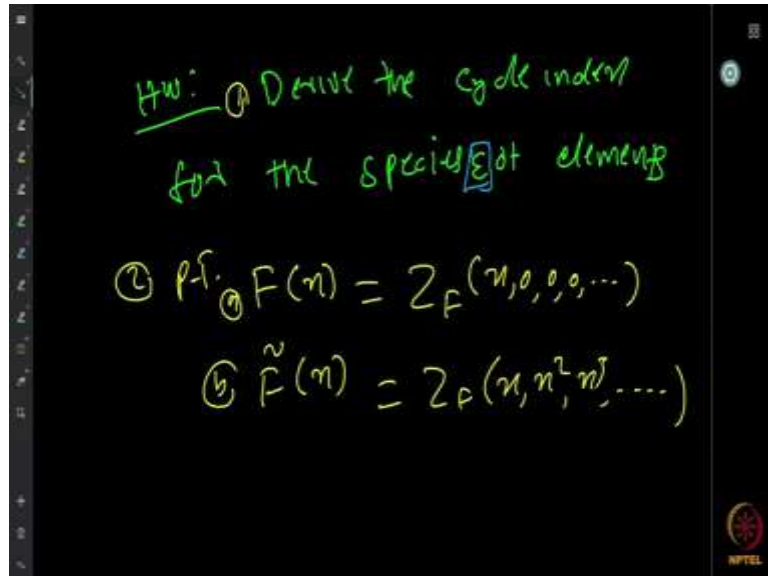 HW: ① Derive the cycle index
for the species ε of elements
② P.T. ⓐ F(x) = Z_F(x,0,0,0,...)
ⓑ F̃(x) = Z_F(x,x²,x³,....)
NPTEL